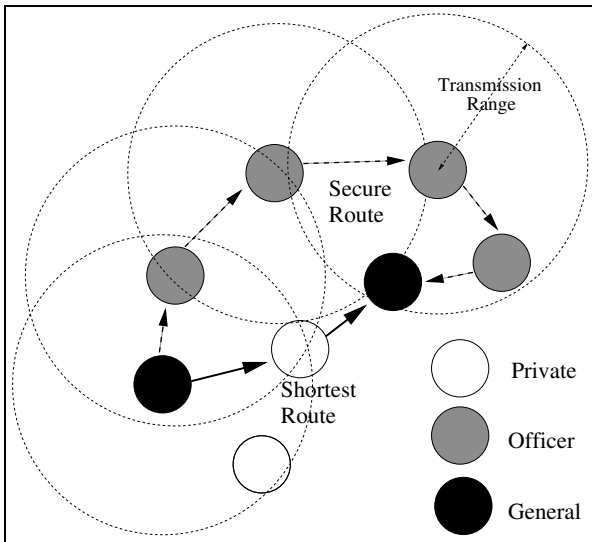 Transmission
Range
Secure
Route
Shortest
Route
Private
Officer
General